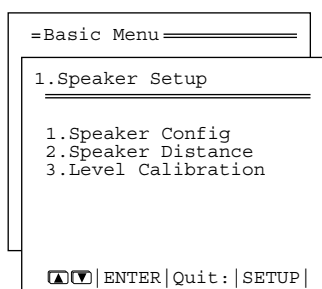 =Basic Menu
1.Speaker Setup
1.Speaker Config
2.Speaker Distance
3.Level Calibration
▲▼|ENTER|Quit:|SETUP|